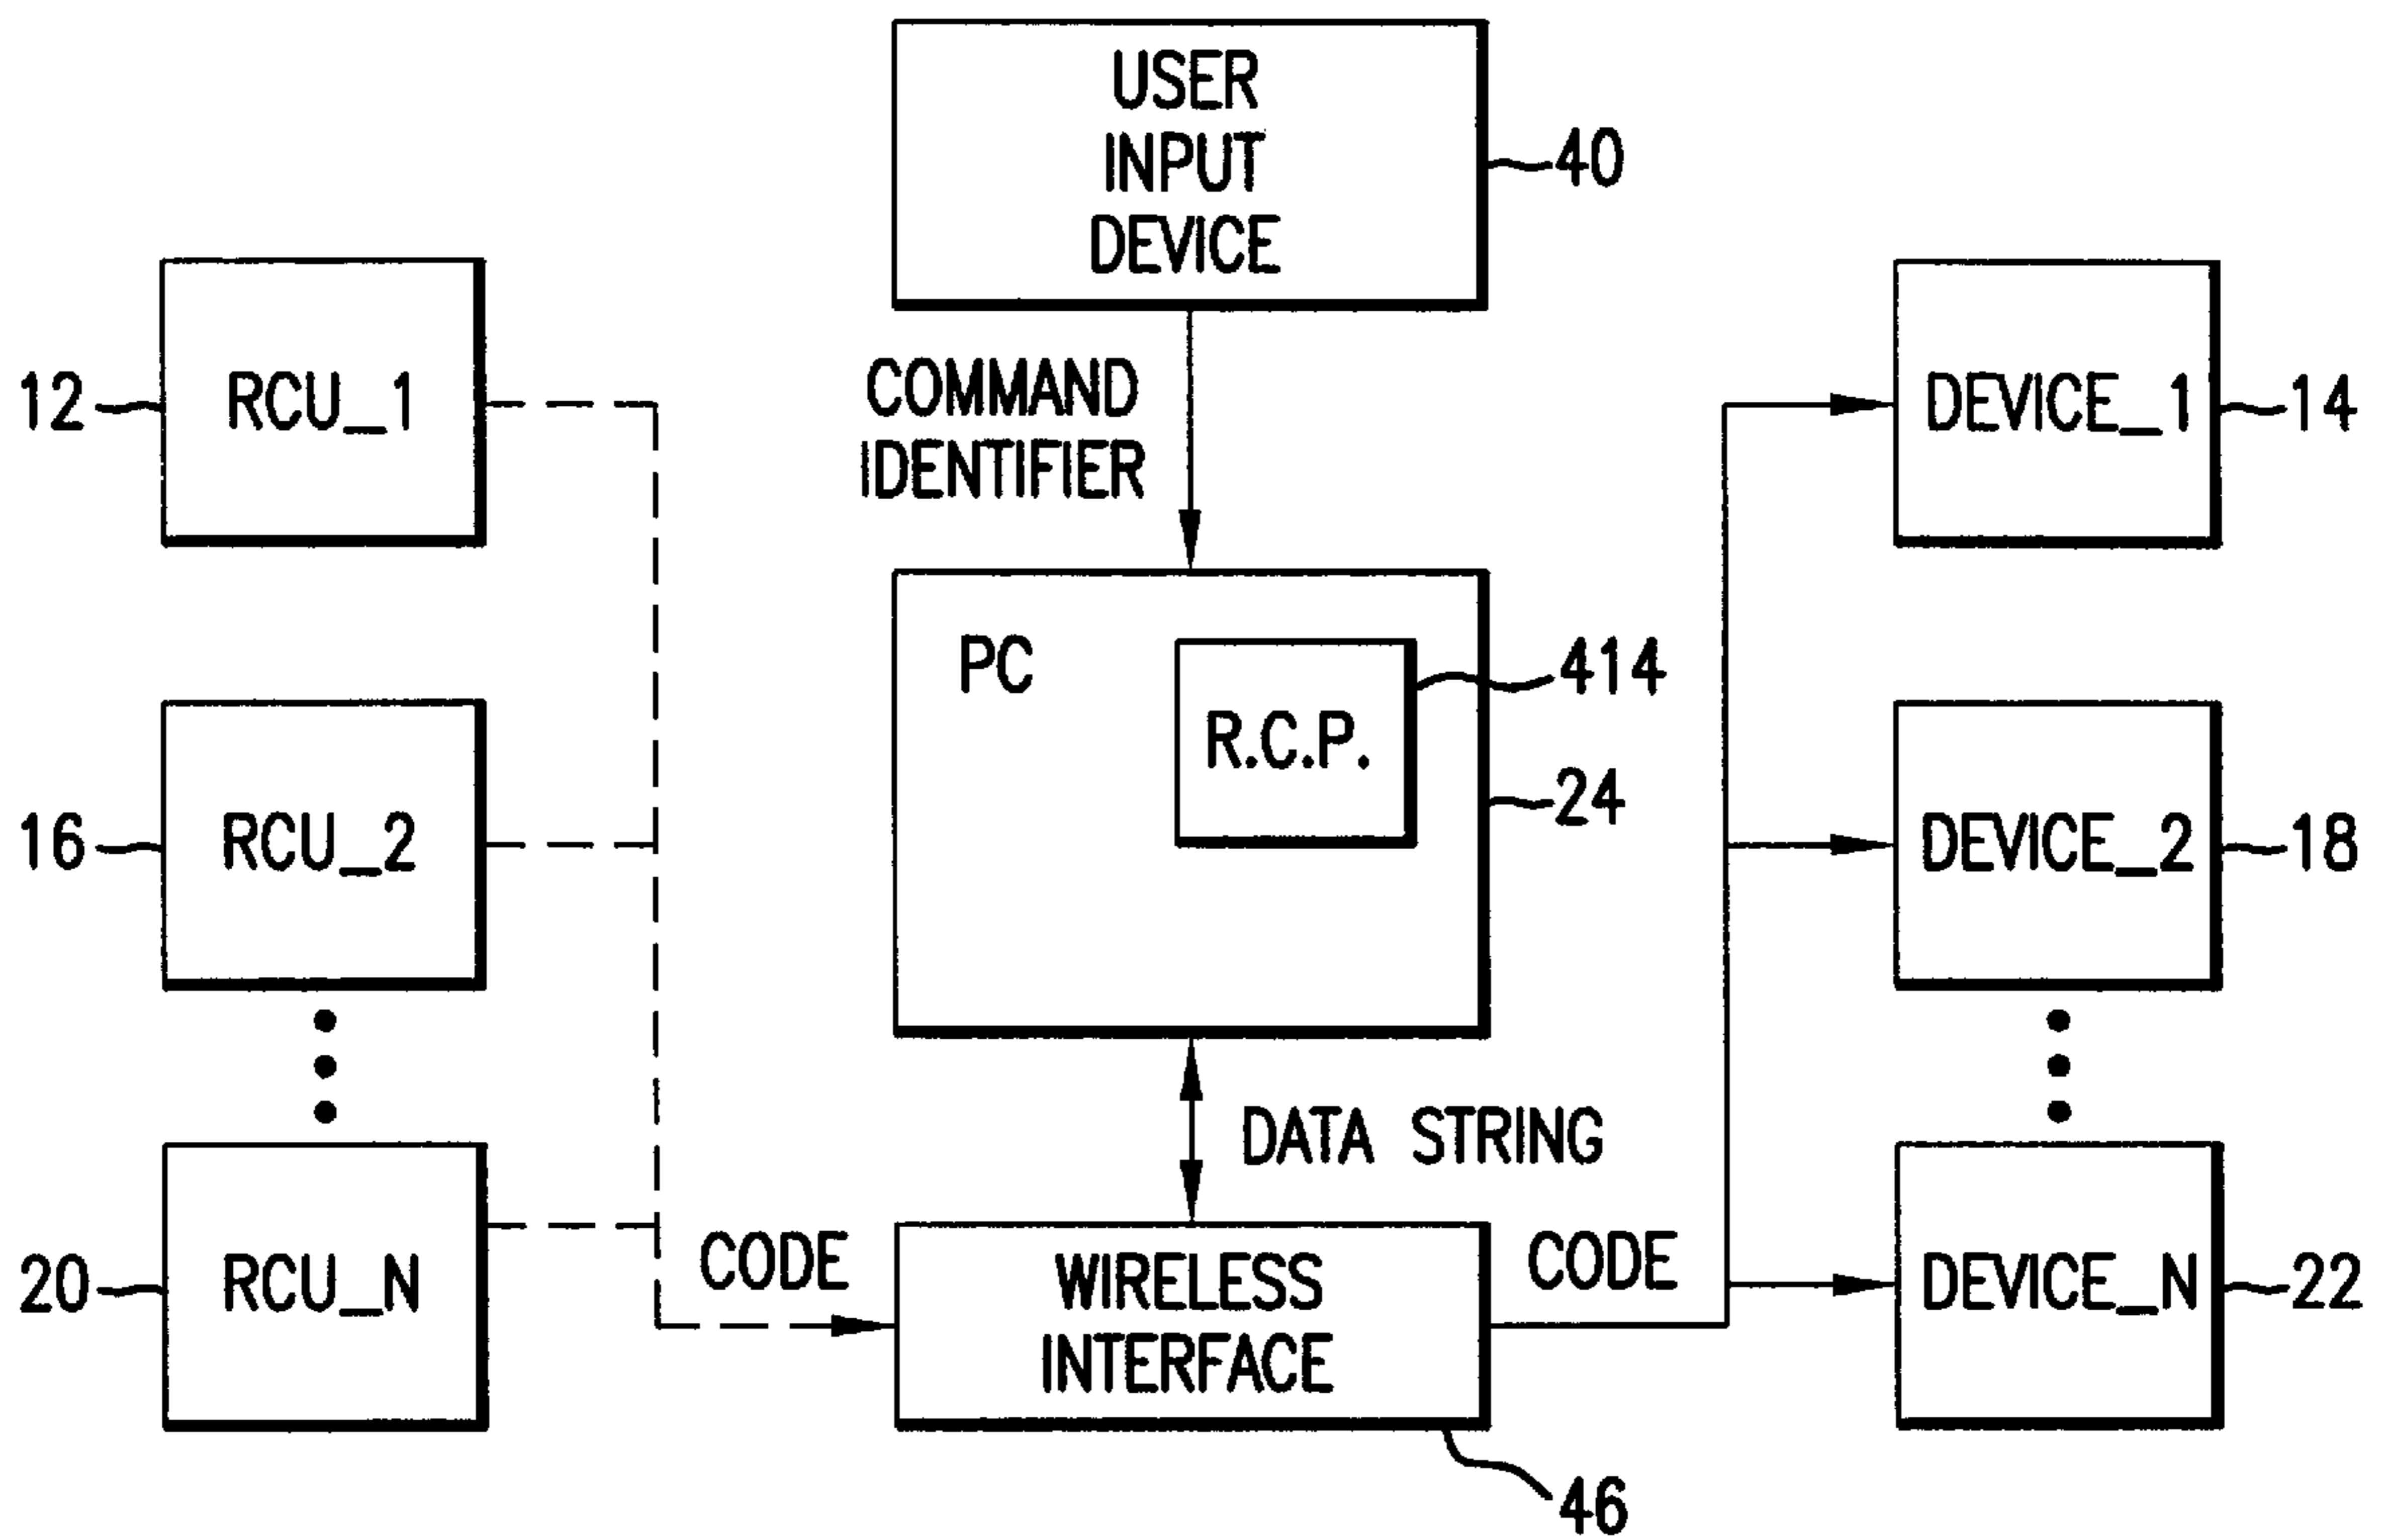 USER
INPUT
DEVICE
40
12
RCU_1
COMMAND
IDENTIFIER
DEVICE_1
14
PC
414
R.C.P.
24
16
RCU_2
DEVICE_2
18
DATA STRING
20
RCU_N
CODE
WIRELESS
INTERFACE
CODE
DEVICE_N
22
46